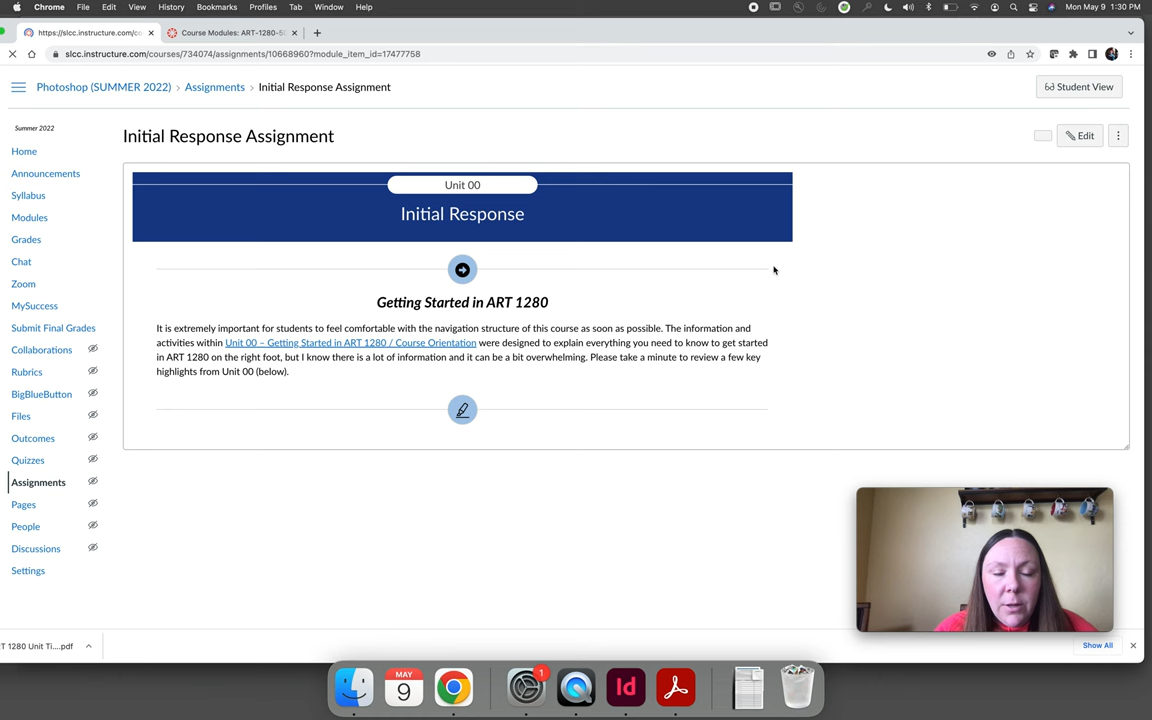 Chrome File Edit View History Bookmarks Profiles Tab Window Help Mon May 9 1:30 PM
https://slcc.instructure.com/co × Course Modules: ART-1280-50 × +
slcc.instructure.com/courses/734074/assignments/10668960?module_item_id=17477758
Photoshop (SUMMER 2022) › Assignments › Initial Response Assignment Student View
Summer 2022
Initial Response Assignment Edit
Home
Announcements
Syllabus
Modules
Grades
Chat
Zoom
MySuccess
Submit Final Grades
Collaborations
Rubrics
BigBlueButton
Files
Outcomes
Quizzes
Assignments
Pages
People
Discussions
Settings
Unit 00
Initial Response
Getting Started in ART 1280
It is extremely important for students to feel comfortable with the navigation structure of this course as soon as possible. The information and
activities within Unit 00 – Getting Started in ART 1280 / Course Orientation were designed to explain everything you need to know to get started
in ART 1280 on the right foot, but I know there is a lot of information and it can be a bit overwhelming. Please take a minute to review a few key
highlights from Unit 00 (below).
T 1280 Unit Ti....pdf Show All
MAY
9
1
Id